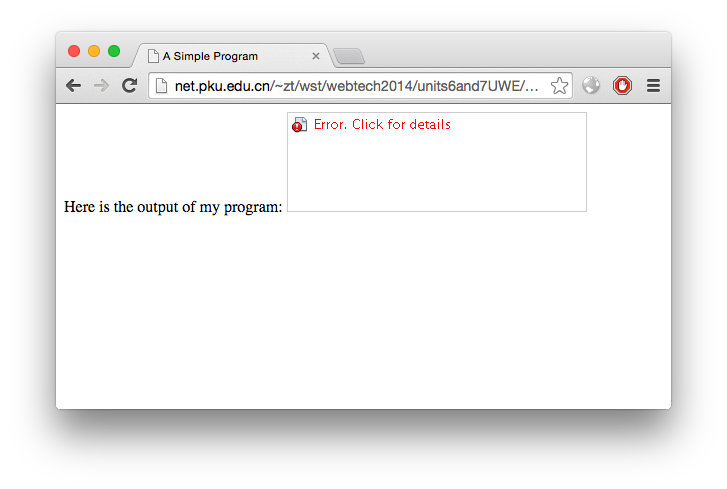 A Simple Program
net.pku.edu.cn/~zt/wst/webtech2014/units6and7UWE/...
Error. Click for details
Here is the output of my program: